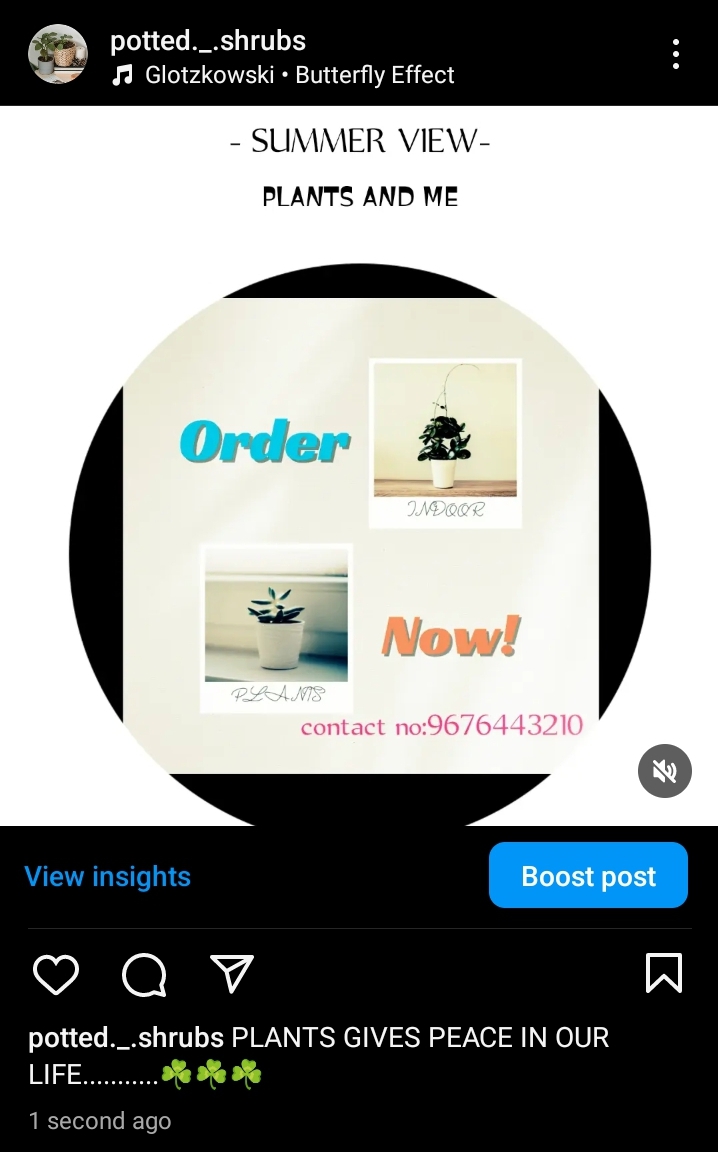 potted._.shrubs
Glotzkowski • Butterfly Effect
- SUMMER VIEW-
PLANTS AND ME
Order
INDOOR
Now!
PLANTS
contact no:9676443210
View insights
Boost post
potted._.shrubs PLANTS GIVES PEACE IN OUR
LIFE...........☘️☘️☘️
1 second ago